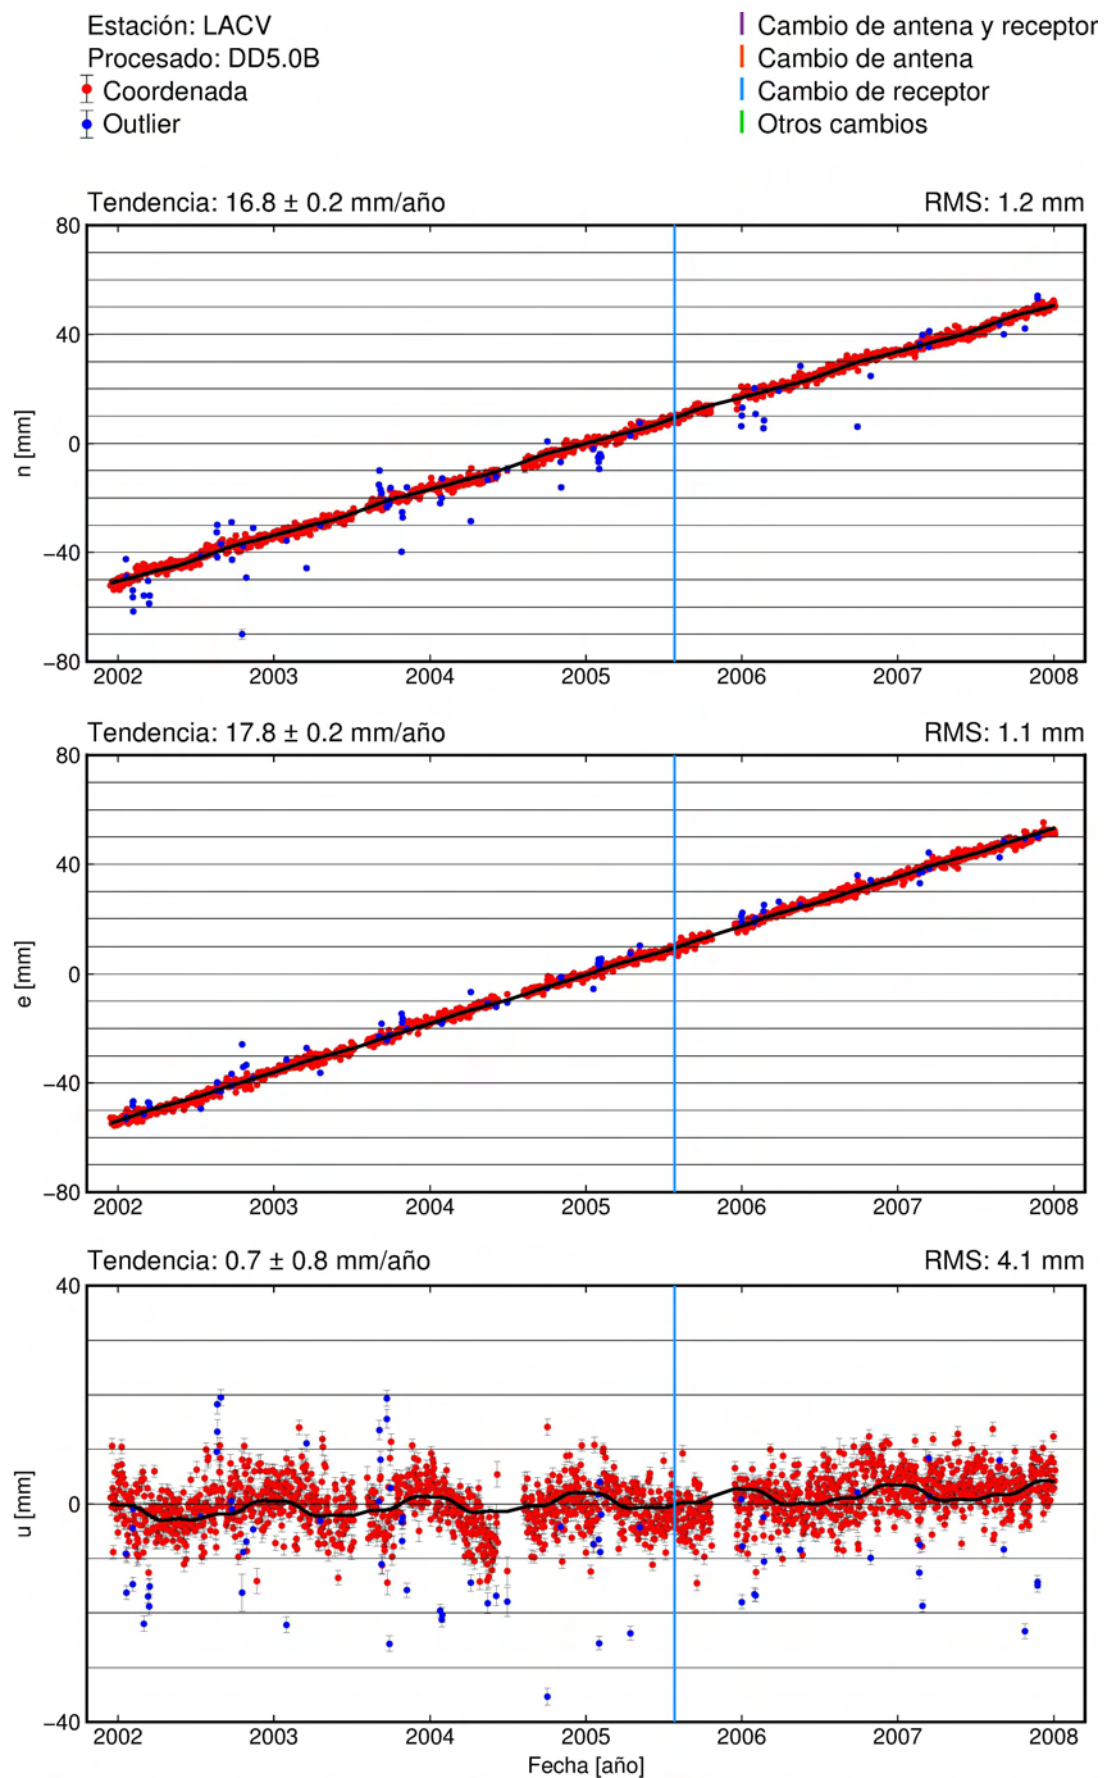 Estación: LACV
Procesado: DD5.0B
Coordenada
Outlier
Cambio de antena y receptor
Cambio de antena
Cambio de receptor
Otros cambios
Tendencia: 16.8 ± 0.2 mm/año RMS: 1.2 mm
80
40
0
−40
−80
n [mm]
2002 2003 2004 2005 2006 2007 2008
Tendencia: 17.8 ± 0.2 mm/año RMS: 1.1 mm
80
40
0
−40
−80
e [mm]
2002 2003 2004 2005 2006 2007 2008
Tendencia: 0.7 ± 0.8 mm/año RMS: 4.1 mm
40
0
−40
u [mm]
2002 2003 2004 2005 2006 2007 2008
Fecha [año]